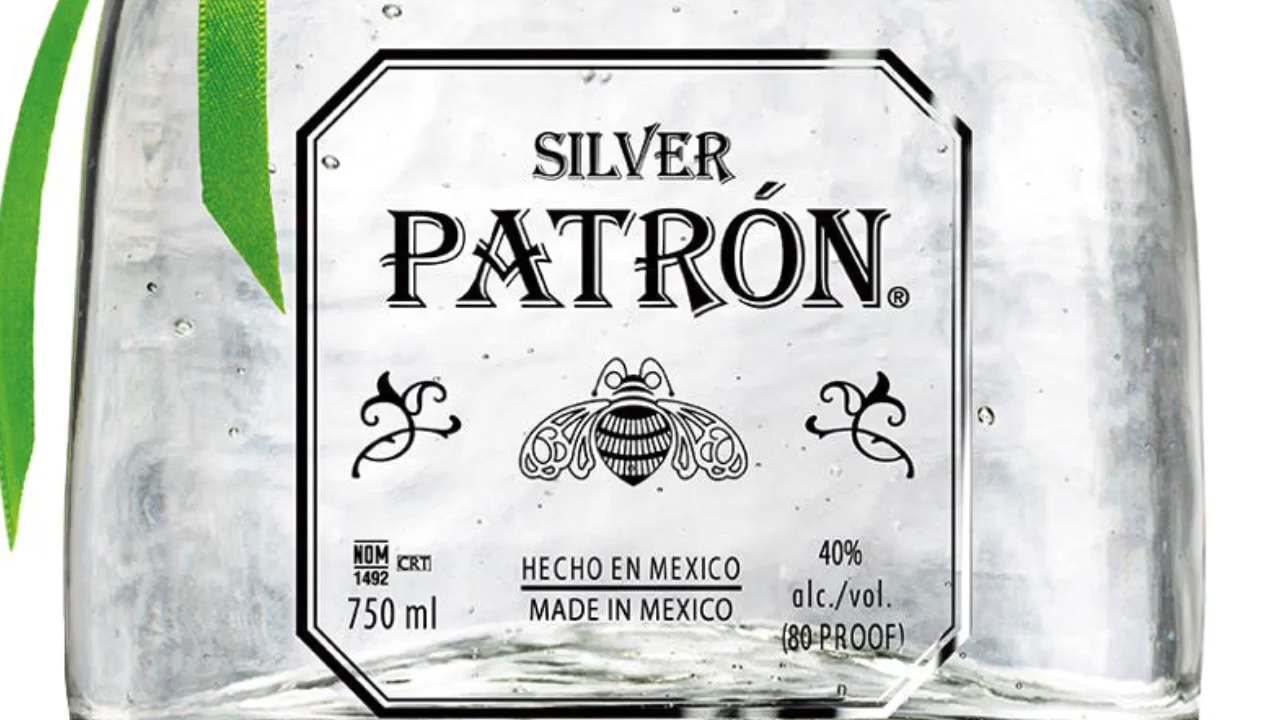 SILVER
PATRÓN®
NOM
1492
CRT
750 ml
HECHO EN MEXICO
MADE IN MEXICO
40%
alc./vol.
(80 PROOF)